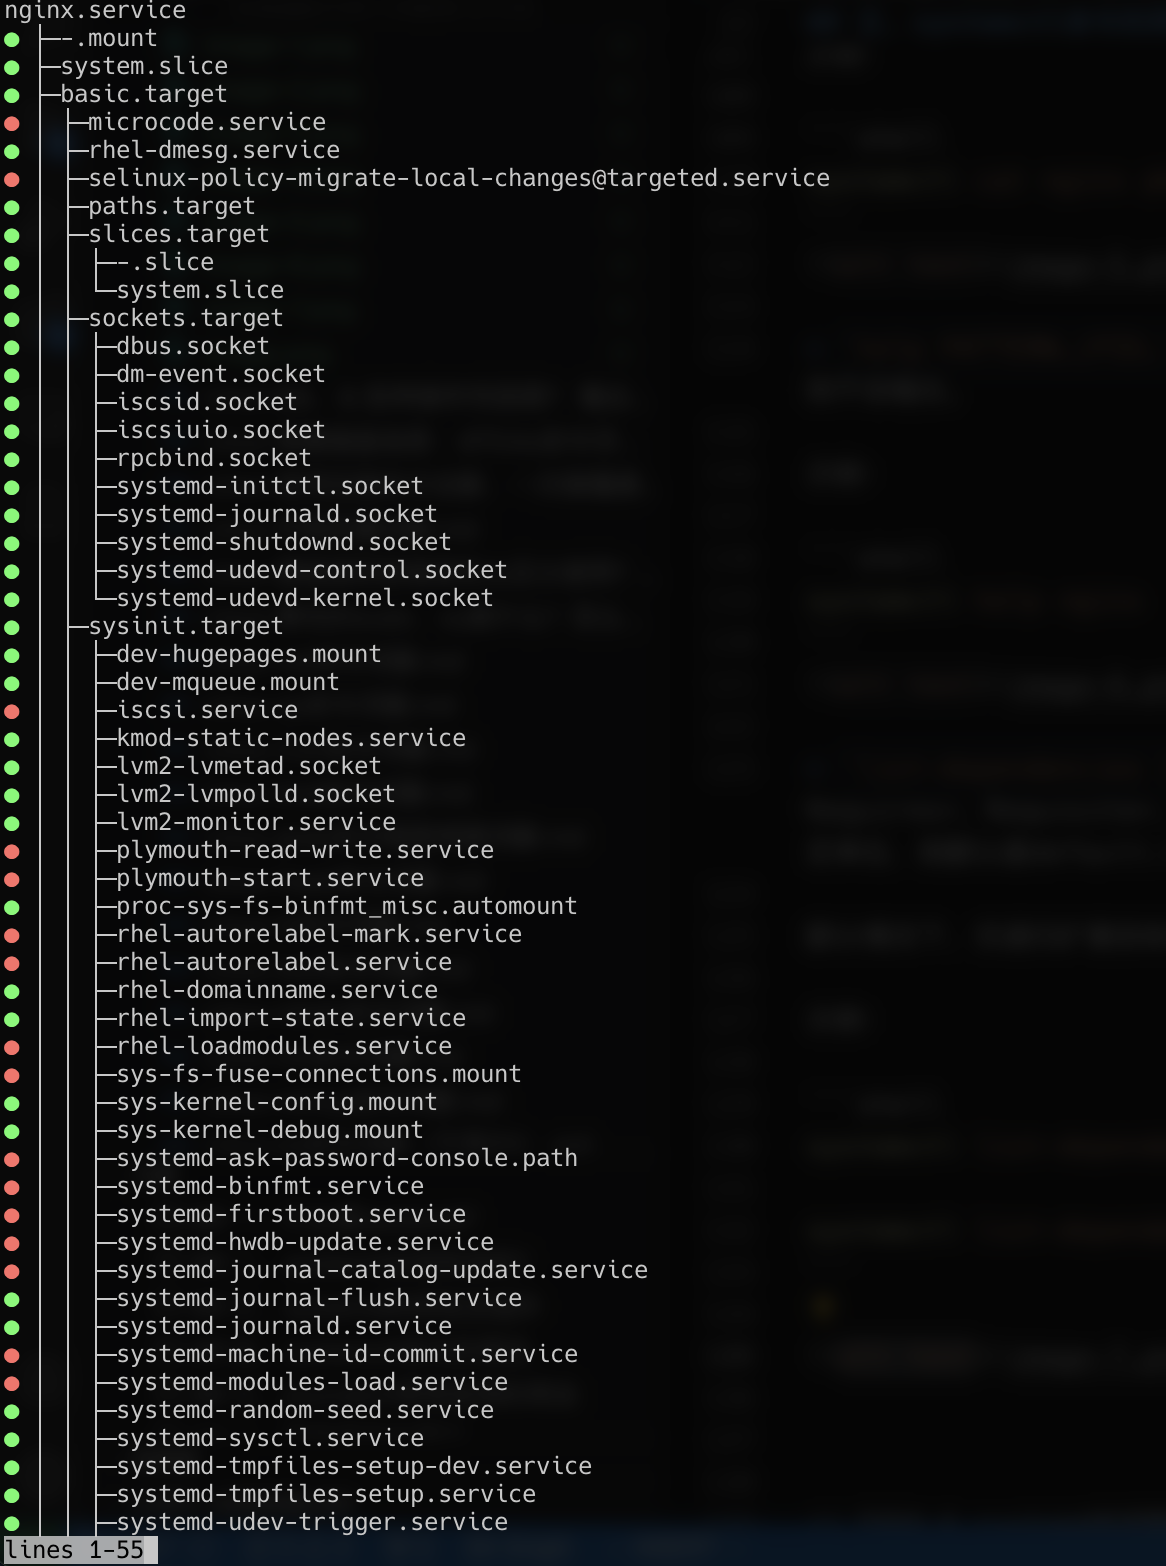 nginx.service
● ├─-.mount
● ├─system.slice
● ├─basic.target
● │ ├─microcode.service
● │ ├─rhel-dmesg.service
● │ ├─selinux-policy-migrate-local-changes@targeted.service
● │ ├─paths.target
● │ ├─slices.target
● │ │ ├─-.slice
● │ │ └─system.slice
● │ ├─sockets.target
● │ │ ├─dbus.socket
● │ │ ├─dm-event.socket
● │ │ ├─iscsid.socket
● │ │ ├─iscsiuio.socket
● │ │ ├─rpcbind.socket
● │ │ ├─systemd-initctl.socket
● │ │ ├─systemd-journald.socket
● │ │ ├─systemd-shutdownd.socket
● │ │ ├─systemd-udevd-control.socket
● │ │ └─systemd-udevd-kernel.socket
● │ ├─sysinit.target
● │ │ ├─dev-hugepages.mount
● │ │ ├─dev-mqueue.mount
● │ │ ├─iscsi.service
● │ │ ├─kmod-static-nodes.service
● │ │ ├─lvm2-lvmetad.socket
● │ │ ├─lvm2-lvmpolld.socket
● │ │ ├─lvm2-monitor.service
● │ │ ├─plymouth-read-write.service
● │ │ ├─plymouth-start.service
● │ │ ├─proc-sys-fs-binfmt_misc.automount
● │ │ ├─rhel-autorelabel-mark.service
● │ │ ├─rhel-autorelabel.service
● │ │ ├─rhel-domainname.service
● │ │ ├─rhel-import-state.service
● │ │ ├─rhel-loadmodules.service
● │ │ ├─sys-fs-fuse-connections.mount
● │ │ ├─sys-kernel-config.mount
● │ │ ├─sys-kernel-debug.mount
● │ │ ├─systemd-ask-password-console.path
● │ │ ├─systemd-binfmt.service
● │ │ ├─systemd-firstboot.service
● │ │ ├─systemd-hwdb-update.service
● │ │ ├─systemd-journal-catalog-update.service
● │ │ ├─systemd-journal-flush.service
● │ │ ├─systemd-journald.service
● │ │ ├─systemd-machine-id-commit.service
● │ │ ├─systemd-modules-load.service
● │ │ ├─systemd-random-seed.service
● │ │ ├─systemd-sysctl.service
● │ │ ├─systemd-tmpfiles-setup-dev.service
● │ │ ├─systemd-tmpfiles-setup.service
● │ │ ├─systemd-udev-trigger.service
lines 1-55